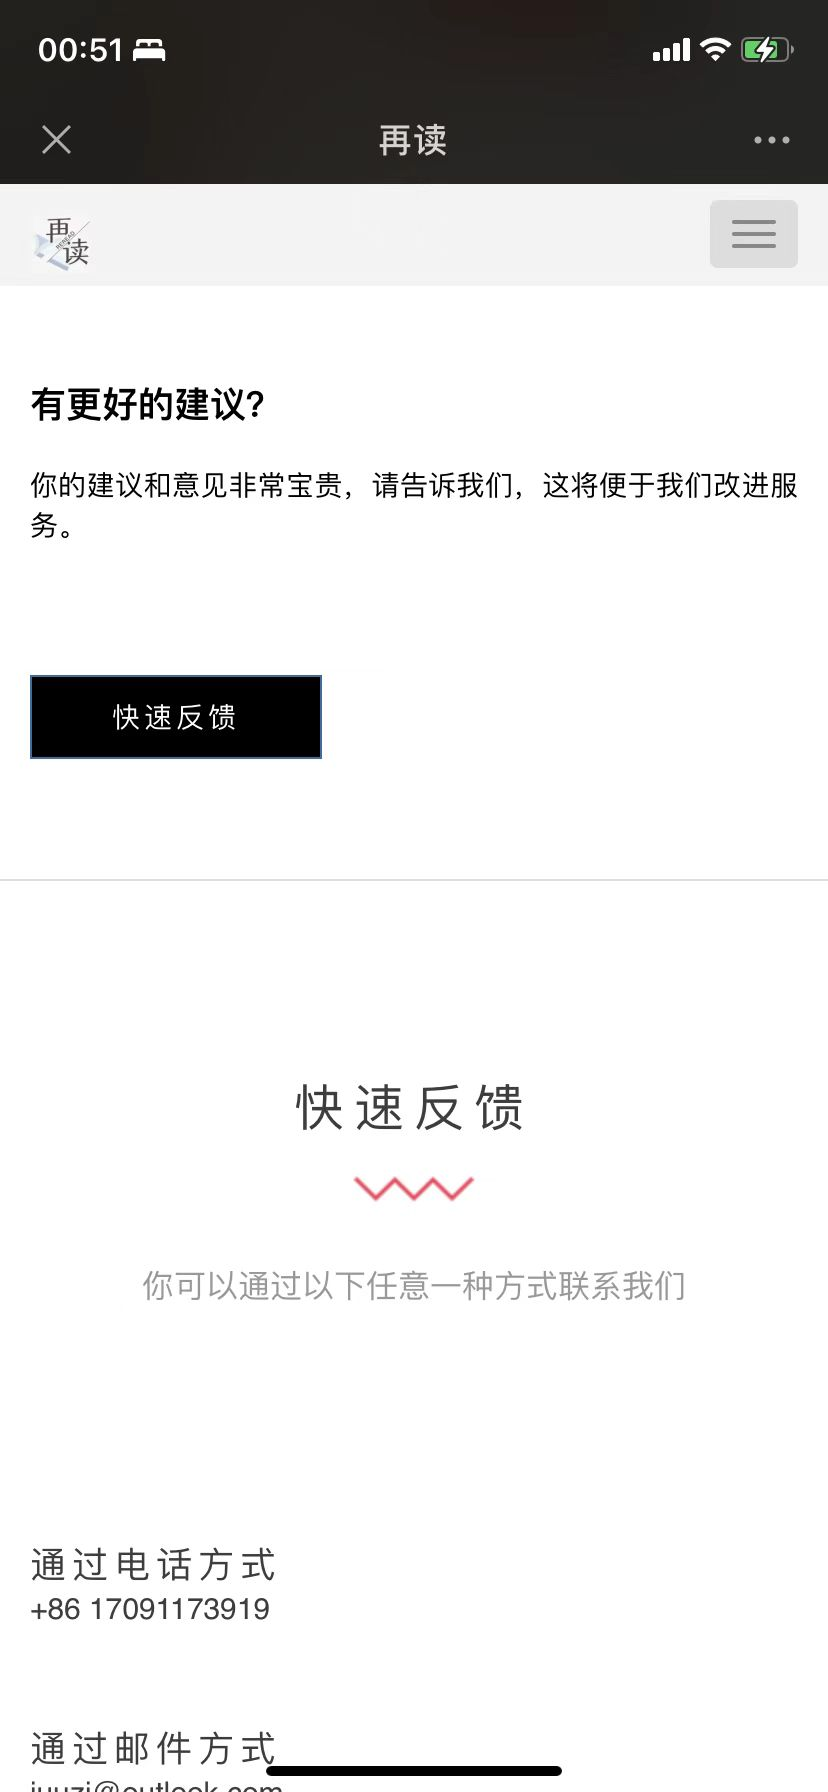 00:51
再读
再读
有更好的建议?
你的建议和意见非常宝贵，请告诉我们，这将便于我们改进服
务。
快速反馈
快速反馈
你可以通过以下任意一种方式联系我们
通过电话方式
+86 17091173919
通过邮件方式